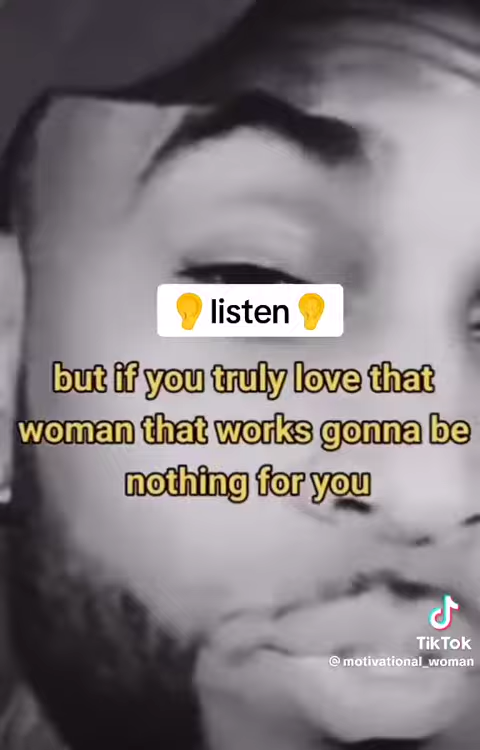 👂listen👂
but if you truly love that
woman that works gonna be
nothing for you
TikTok
@motivational_woman